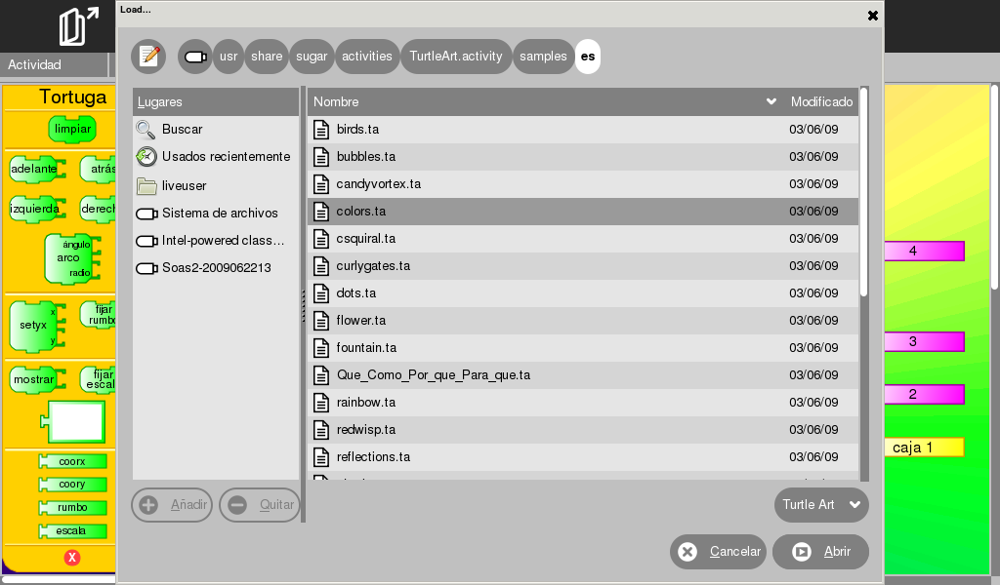 Load...
Actividad
usr share sugar activities TurtleArt.activity samples es
Lugares
Buscar
Usados recientemente
liveuser
Sistema de archivos
Intel-powered class...
Soas2-2009062213
Añadir Quitar
Nombre Modificado
birds.ta 03/06/09
bubbles.ta 03/06/09
candyvortex.ta 03/06/09
colors.ta 03/06/09
csquiral.ta 03/06/09
curlygates.ta 03/06/09
dots.ta 03/06/09
flower.ta 03/06/09
fountain.ta 03/06/09
Que_Como_Por_que_Para_que.ta 03/06/09
rainbow.ta 03/06/09
redwisp.ta 03/06/09
reflections.ta 03/06/09
Turtle Art
Cancelar Abrir
Tortuga
limpiar
adelante atrás
izquierda derech
ángulo
arco
radio
x
setyx
y
fijar
rumbo
mostrar
fijar
escal
coorx
coory
rumbo
escala
X
4
3
2
caja 1